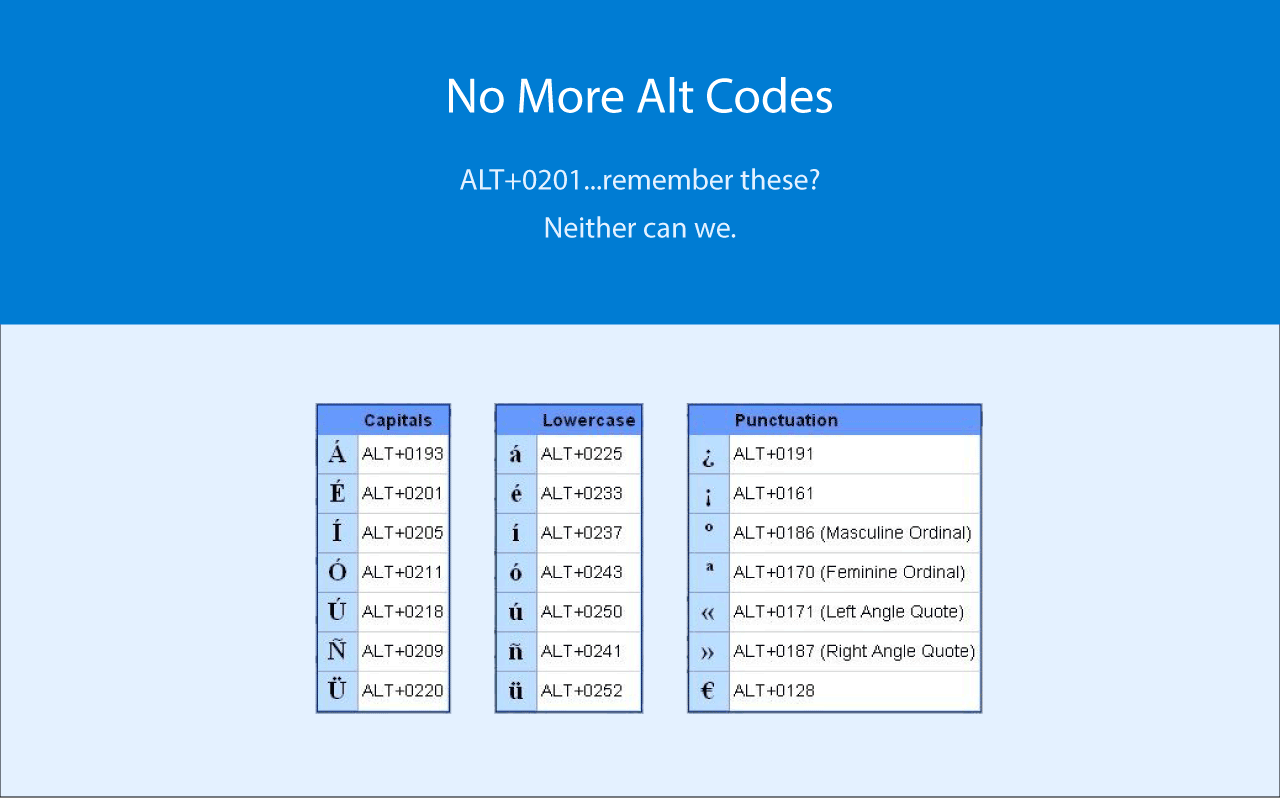 No More Alt Codes
ALT+0201...remember these?
Neither can we.
Capitals
Á ALT+0193
É ALT+0201
Í ALT+0205
Ó ALT+0211
Ú ALT+0218
Ñ ALT+0209
Ü ALT+0220
Lowercase
á ALT+0225
é ALT+0233
í ALT+0237
ó ALT+0243
ú ALT+0250
ñ ALT+0241
ü ALT+0252
Punctuation
¿ ALT+0191
¡ ALT+0161
º ALT+0186 (Masculine Ordinal)
ª ALT+0170 (Feminine Ordinal)
« ALT+0171 (Left Angle Quote)
» ALT+0187 (Right Angle Quote)
€ ALT+0128